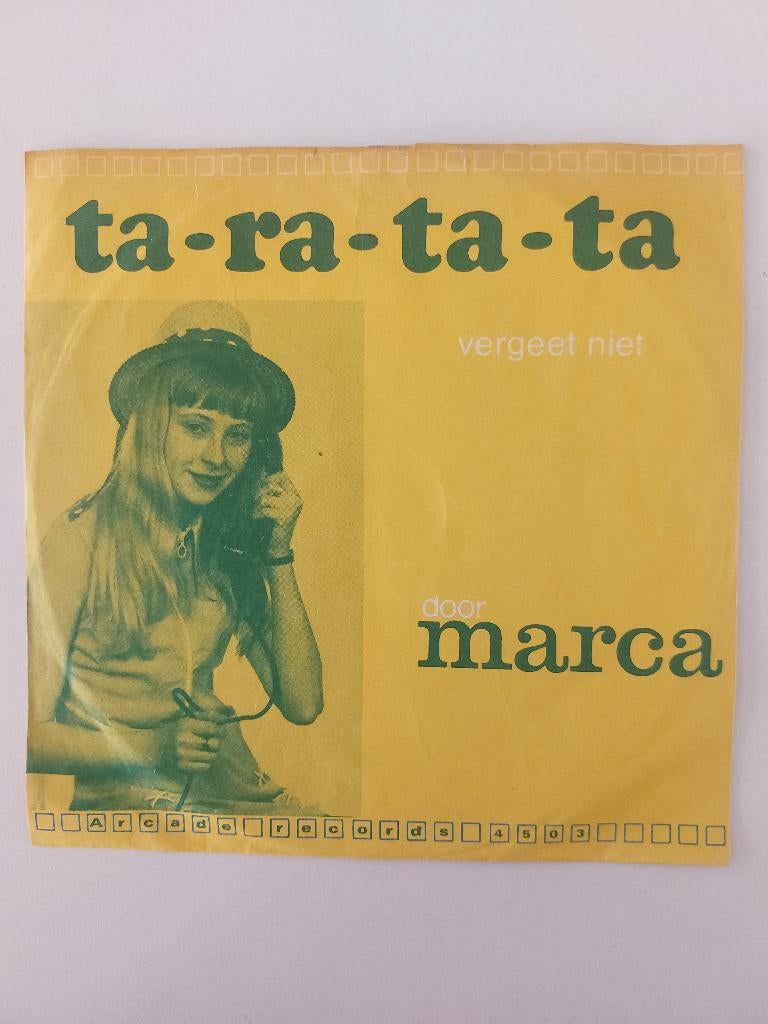 ta-ra-ta-ta
vergeet niet
door
marca
Arcade records 4503